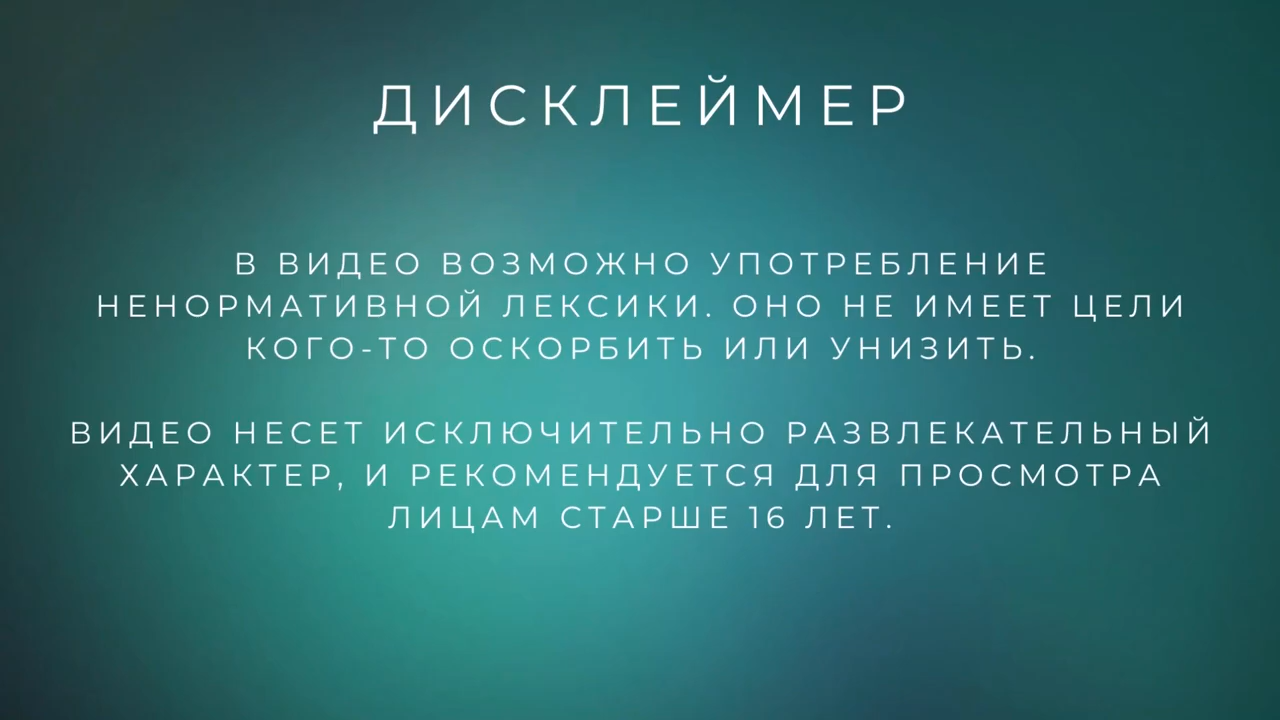 ДИСКЛЕЙМЕР
В ВИДЕО ВОЗМОЖНО УПОТРЕБЛЕНИЕ
НЕНОРМАТИВНОЙ ЛЕКСИКИ. ОНО НЕ ИМЕЕТ ЦЕЛИ
КОГО-ТО ОСКОРБИТЬ ИЛИ УНИЗИТЬ.
ВИДЕО НЕСЕТ ИСКЛЮЧИТЕЛЬНО РАЗВЛЕКАТЕЛЬНЫЙ
ХАРАКТЕР, И РЕКОМЕНДУЕТСЯ ДЛЯ ПРОСМОТРА
ЛИЦАМ СТАРШЕ 16 ЛЕТ.